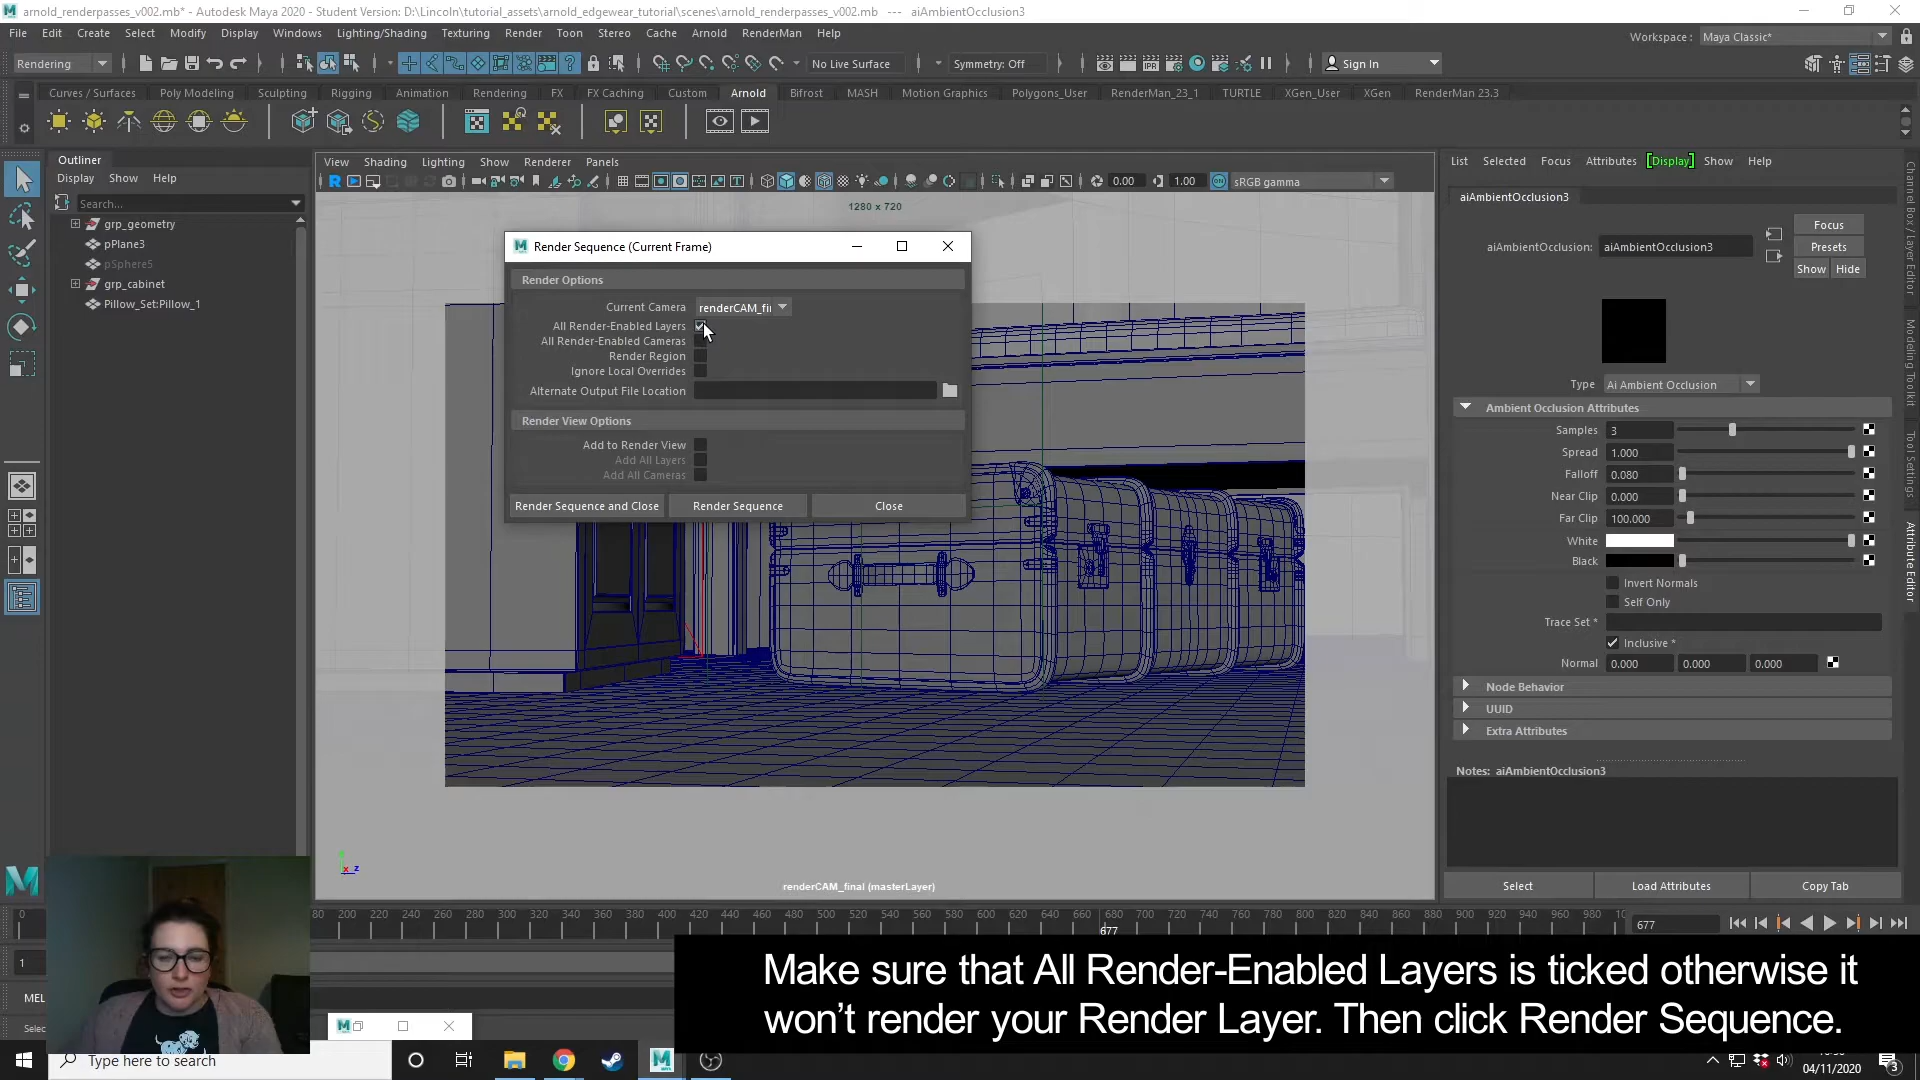 arnold_renderpasses_v002.mb* - Autodesk Maya 2020 - Student Version: D:\Lincoln\tutorial_assets\arnold_edgewear_tutorial\scenes\arnold_renderpasses_v002.mb --- aiAmbientOcclusion3
File Edit Create Select Modify Display Windows Lighting/Shading Texturing Render Toon Stereo Cache Arnold RenderMan Help
Workspace : Maya Classic*
Rendering No Live Surface Symmetry: Off Sign In
Curves / Surfaces Poly Modeling Sculpting Rigging Animation Rendering FX FX Caching Custom Arnold Bifrost MASH Motion Graphics Polygons_User RenderMan_23_1 TURTLE XGen_User XGen RenderMan 23.3
Outliner
Display Show Help
Search...
grp_geometry
pPlane3
pSphere5
grp_cabinet
Pillow_Set:Pillow_1
View Shading Lighting Show Renderer Panels
0.00 1.00 sRGB gamma
1280 x 720
Render Sequence (Current Frame)
Render Options
Current Camera renderCAM_fi
All Render-Enabled Layers
All Render-Enabled Cameras
Render Region
Ignore Local Overrides
Alternate Output File Location
Render View Options
Add to Render View
Add All Layers
Add All Cameras
Render Sequence and Close Render Sequence Close
renderCAM_final (masterLayer)
List Selected Focus Attributes [Display] Show Help
aiAmbientOcclusion3
Focus
aiAmbientOcclusion: aiAmbientOcclusion3 Presets
Show Hide
Type Ai Ambient Occlusion
Ambient Occlusion Attributes
Samples 3
Spread 1.000
Falloff 0.080
Near Clip 0.000
Far Clip 100.000
White
Black
Invert Normals
Self Only
Trace Set *
Inclusive *
Normal 0.000 0.000 0.000
Node Behavior
UUID
Extra Attributes
Notes: aiAmbientOcclusion3
Select Load Attributes Copy Tab
Channel Box / Layer Editor
Modeling Toolkit
Tool Settings
Attribute Editor
0 80 200 220 240 260 280 300 320 340 360 380 400 420 440 460 480 500 520 540 560 580 600 620 640 660 680 700 720 740 760 780 800 820 840 860 880 900 920 940 960 980
677 677
1
MEL
Make sure that All Render-Enabled Layers is ticked otherwise it
won't render your Render Layer. Then click Render Sequence.
Type here to search
04/11/2020
3